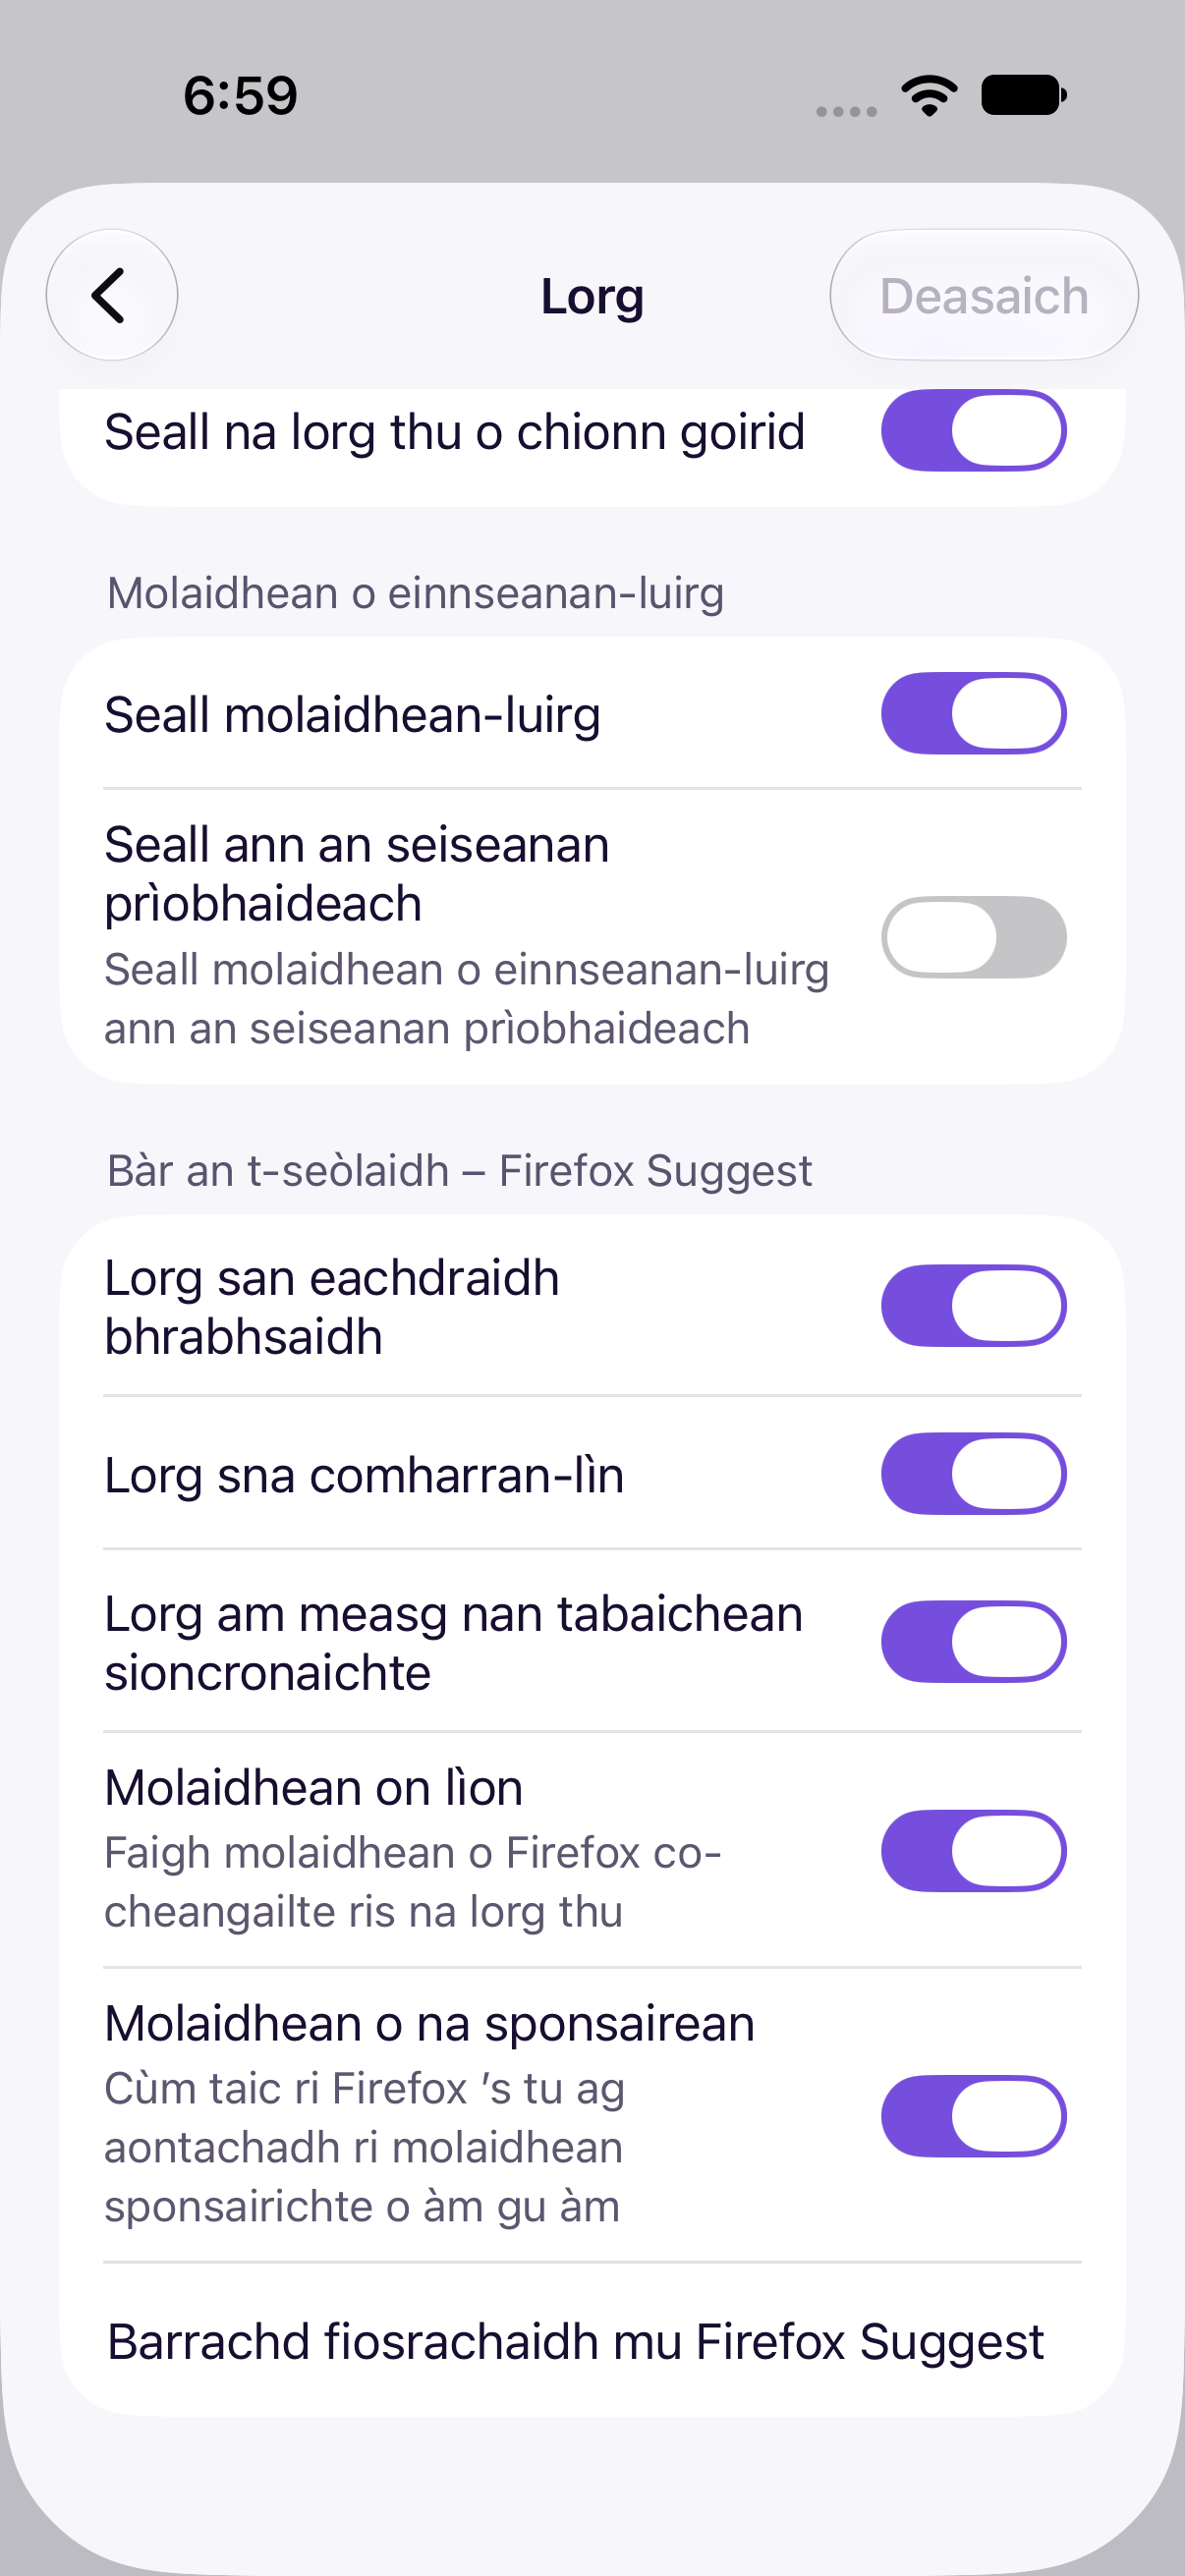 6:59
Lorg
Deasaich
Seall na lorg thu o chionn goirid
Molaidhean o einnseanan-luirg
Seall molaidhean-luirg
Seall ann an seiseanan
prìobhaideach
Seall molaidhean o einnseanan-luirg
ann an seiseanan prìobhaideach
Bàr an t-seòlaidh – Firefox Suggest
Lorg san eachdraidh
bhrabhsaidh
Lorg sna comharran-lìn
Lorg am measg nan tabaichean
sioncronaichte
Molaidhean on lìon
Faigh molaidhean o Firefox co-
cheangailte ris na lorg thu
Molaidhean o na sponsairean
Cùm taic ri Firefox ’s tu ag
aontachadh ri molaidhean
sponsairichte o àm gu àm
Barrachd fiosrachaidh mu Firefox Suggest